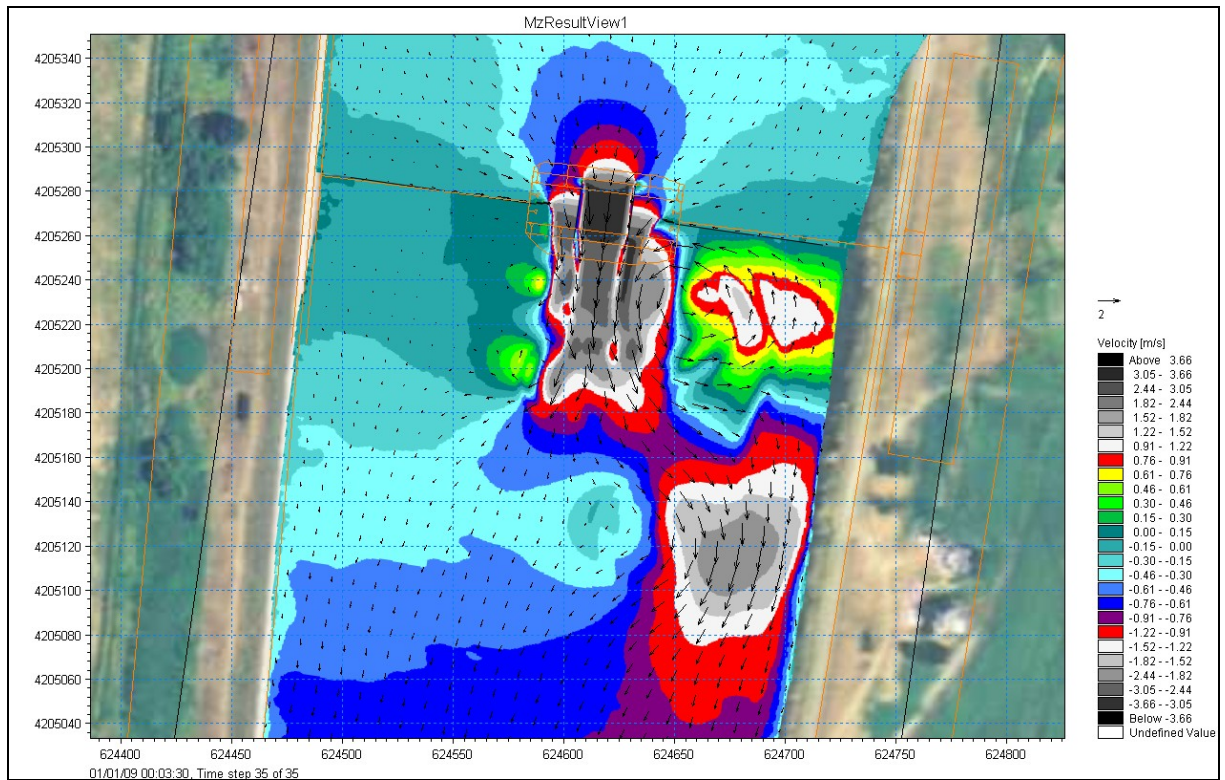 MzResultView1
4205340
4205320
4205300
4205280
4205260
4205240
4205220
4205200
4205180
4205160
4205140
4205120
4205100
4205080
4205060
4205040
624400 624450 624500 624550 624600 624650 624700 624750 624800
01/01/09 00:03:30, Time step 35 of 35
2
Velocity [m/s]
Above 3.66
3.05 - 3.66
2.44 - 3.05
1.82 - 2.44
1.52 - 1.82
1.22 - 1.52
0.91 - 1.22
0.76 - 0.91
0.61 - 0.76
0.46 - 0.61
0.30 - 0.46
0.15 - 0.30
0.00 - 0.15
-0.15 - 0.00
-0.30 - -0.15
-0.46 - -0.30
-0.61 - -0.46
-0.76 - -0.61
-0.91 - -0.76
-1.22 - -0.91
-1.52 - -1.22
-1.82 - -1.52
-2.44 - -1.82
-3.05 - -2.44
-3.66 - -3.05
Below -3.66
Undefined Value